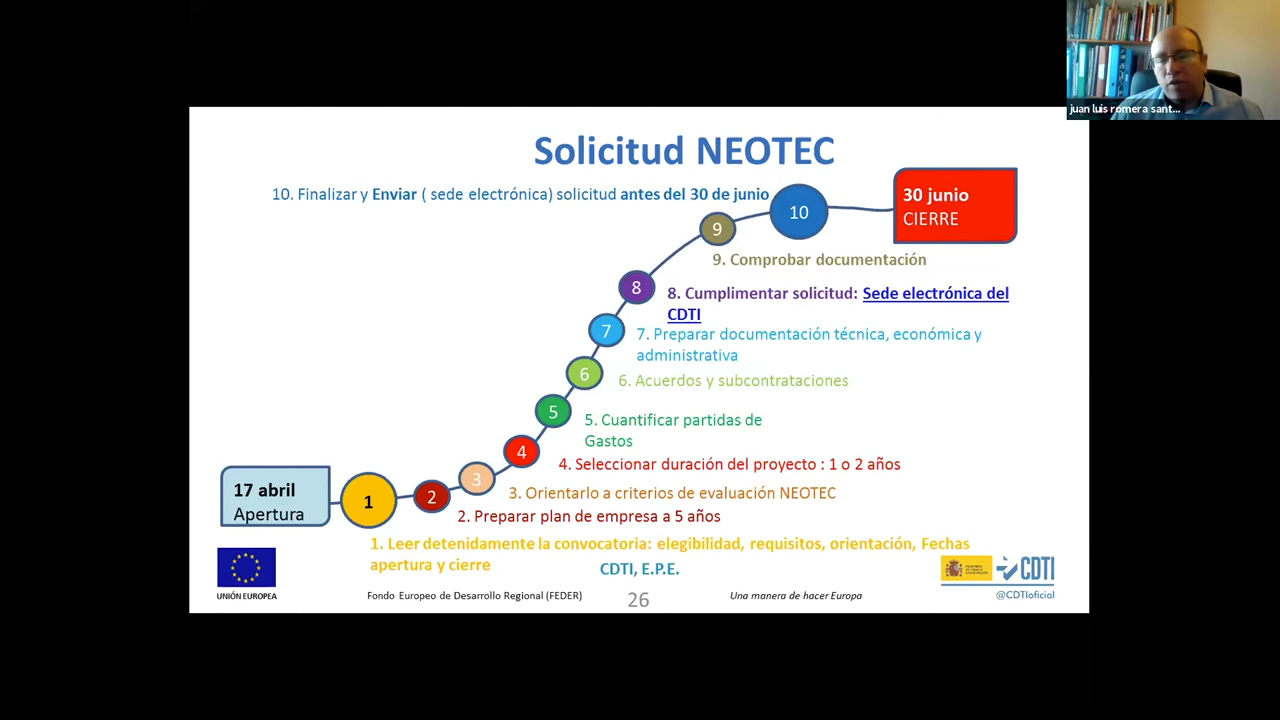 juan luis romera sant...
Solicitud NEOTEC
10. Finalizar y Enviar ( sede electrónica) solicitud antes del 30 de junio
10
30 junio
CIERRE
9
9. Comprobar documentación
8
8. Cumplimentar solicitud: Sede electrónica del
CDTI
7
7. Preparar documentación técnica, económica y
administrativa
6
6. Acuerdos y subcontrataciones
5
5. Cuantificar partidas de
Gastos
4
4. Seleccionar duración del proyecto : 1 o 2 años
3
3. Orientarlo a criterios de evaluación NEOTEC
17 abril
Apertura
1
2
2. Preparar plan de empresa a 5 años
1. Leer detenidamente la convocatoria: elegibilidad, requisitos, orientación, Fechas
apertura y cierre
CDTI, E.P.E.
UNIÓN EUROPEA
Fondo Europeo de Desarrollo Regional (FEDER)
26
Una manera de hacer Europa
CDTI
@CDTIoficial